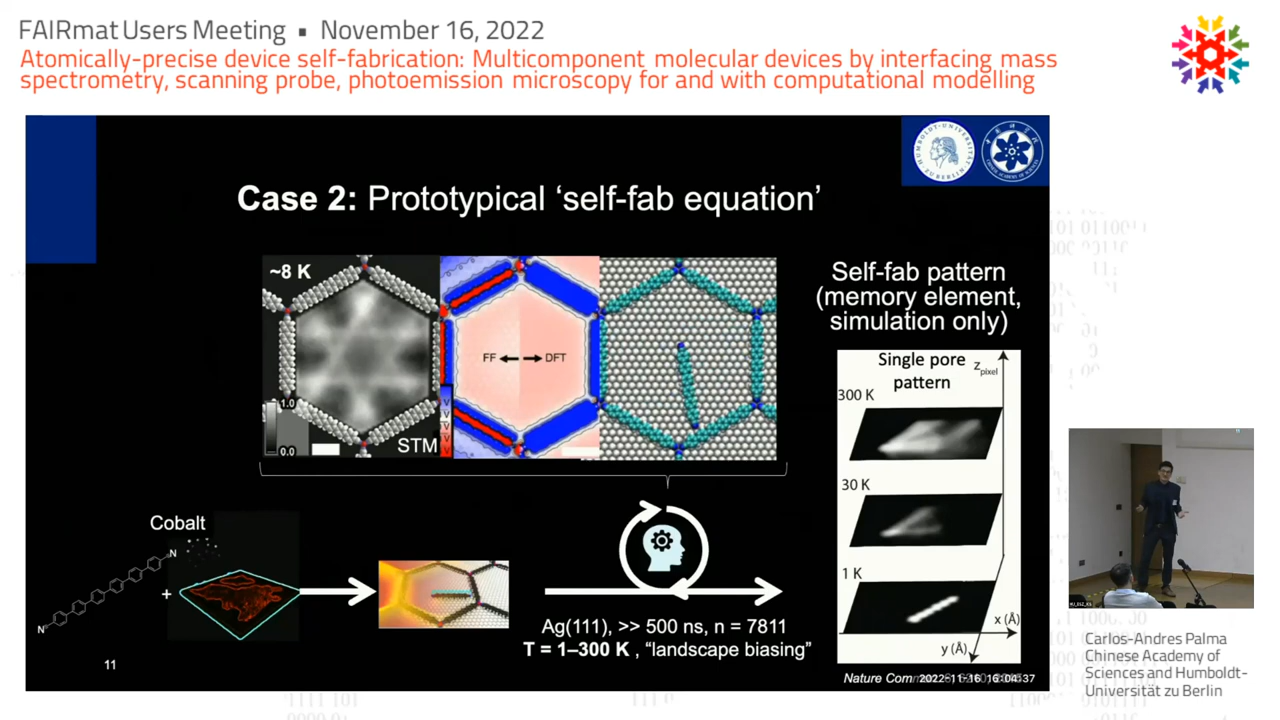 FAIRmat Users Meeting ▪ November 16, 2022
Atomically-precise device self-fabrication: Multicomponent molecular devices by interfacing mass
spectrometry, scanning probe, photoemission microscopy for and with computational modelling
Case 2: Prototypical ‘self-fab equation’
~8 K
FF
DFT
1.0
0.0
STM
V
V
V
V
Self-fab pattern
(memory element,
simulation only)
Single pore
pattern
z pixel
300 K
30 K
1 K
x (Å)
y (Å)
Cobalt
N
+
N
Ag(111), >> 500 ns, n = 7811
T = 1–300 K , “landscape biasing”
11
Nature Com
2022-11-16 16:04:37
Carlos-Andres Palma
Chinese Academy of
Sciences and Humboldt-
Universität zu Berlin